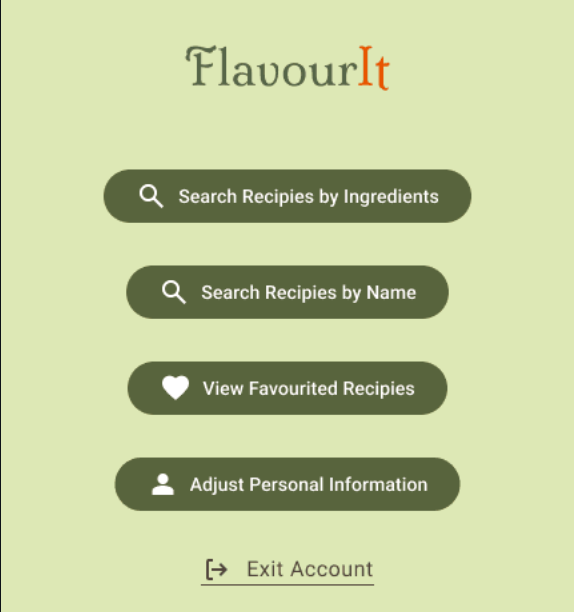 FlavourIt
Search Recipies by Ingredients
Search Recipies by Name
View Favourited Recipies
Adjust Personal Information
Exit Account